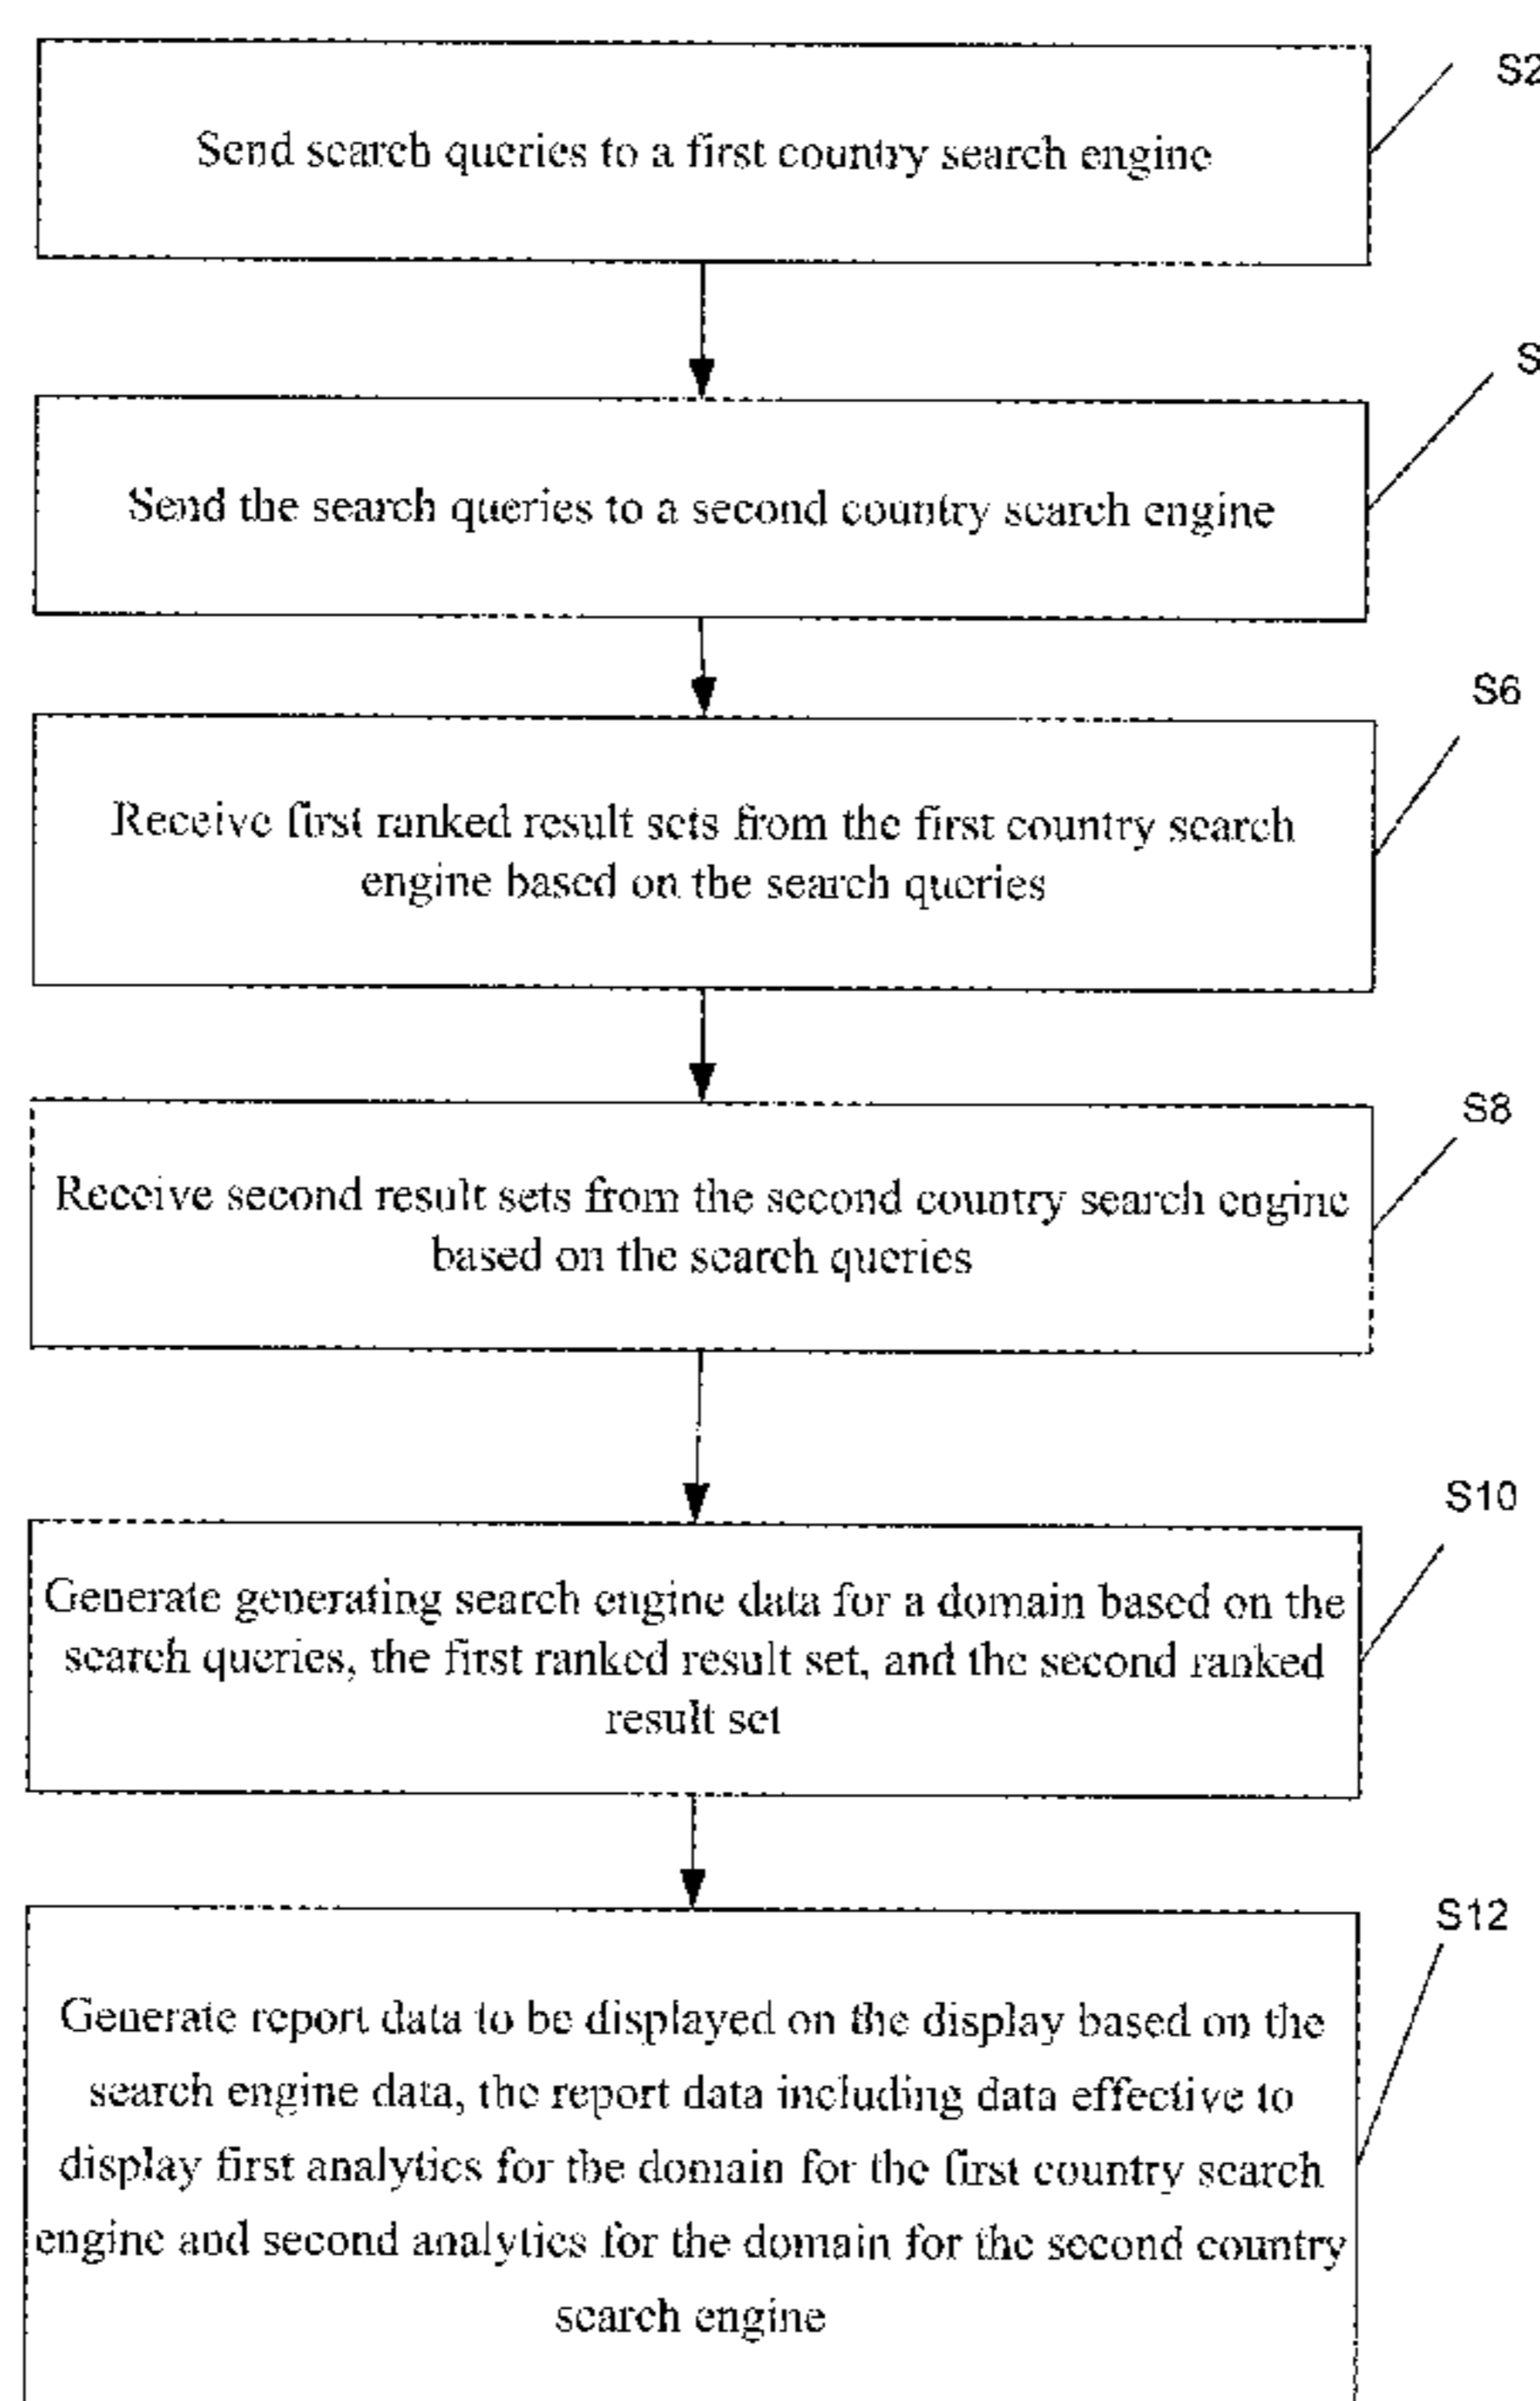 S2
Send search queries to a first country search engine
S
Send the search queries to a second country search engine
S6
Receive first ranked result sets from the first country search
engine based on the search queries
S8
Receive second result sets from the second country search engine
based on the search queries
S10
Generate generating search engine data for a domain based on the
search queries, the first ranked result set, and the second ranked
result set
S12
Generate report data to be displayed on the display based on the
search engine data, the report data including data effective to
display first analytics for the domain for the first country search
engine and second analytics for the domain for the second country
search engine